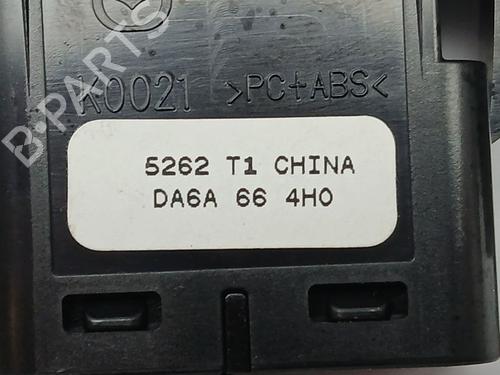 K0021 >PC+ABS<
5262 T1 CHINA
DA6A 66 4H0
B-PARTS